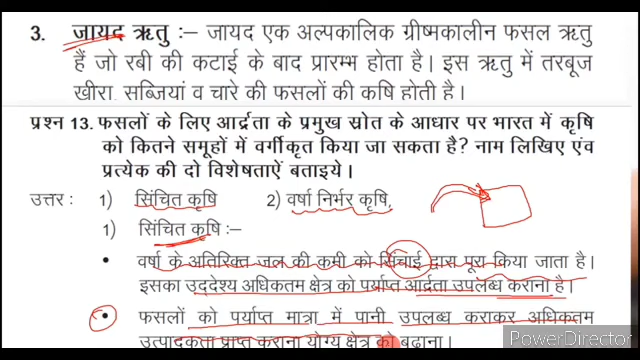 3. जायद ऋतु :– जायद एक अल्पकालिक ग्रीष्मकालीन फसल ऋतु
हैं जो रबी की कटाई के बाद प्रारम्भ होता है। इस ऋतु में तरबूज
खीरा, सब्जियां व चारे की फसलों की कृषि होती है।
प्रश्न 13. फसलों के लिए आर्द्रता के प्रमुख स्रोत के आधार पर भारत में कृषि
को कितने समूहों में वर्गीकृत किया जा सकता है? नाम लिखिए एंव
प्रत्येक की दो विशेषताऐं बताइये।
उत्तर: 1) सिंचित कृषि 2) वर्षा निर्भर कृषि,
1) सिंचित कृषि :–
• वर्षा के अतिरिक्त जल की कमी को सिंचाई द्वारा पूरा किया जाता है।
इसका उद्देश्य अधिकतम क्षेत्र को पर्याप्त आर्द्रता उपलब्ध कराना है।
• फसलों को पर्याप्त मात्रा में पानी उपलब्ध कराकर अधिकतम
उत्पादकता प्राप्त कराना योग्य क्षेत्र को बढ़ाना।
PowerDirector